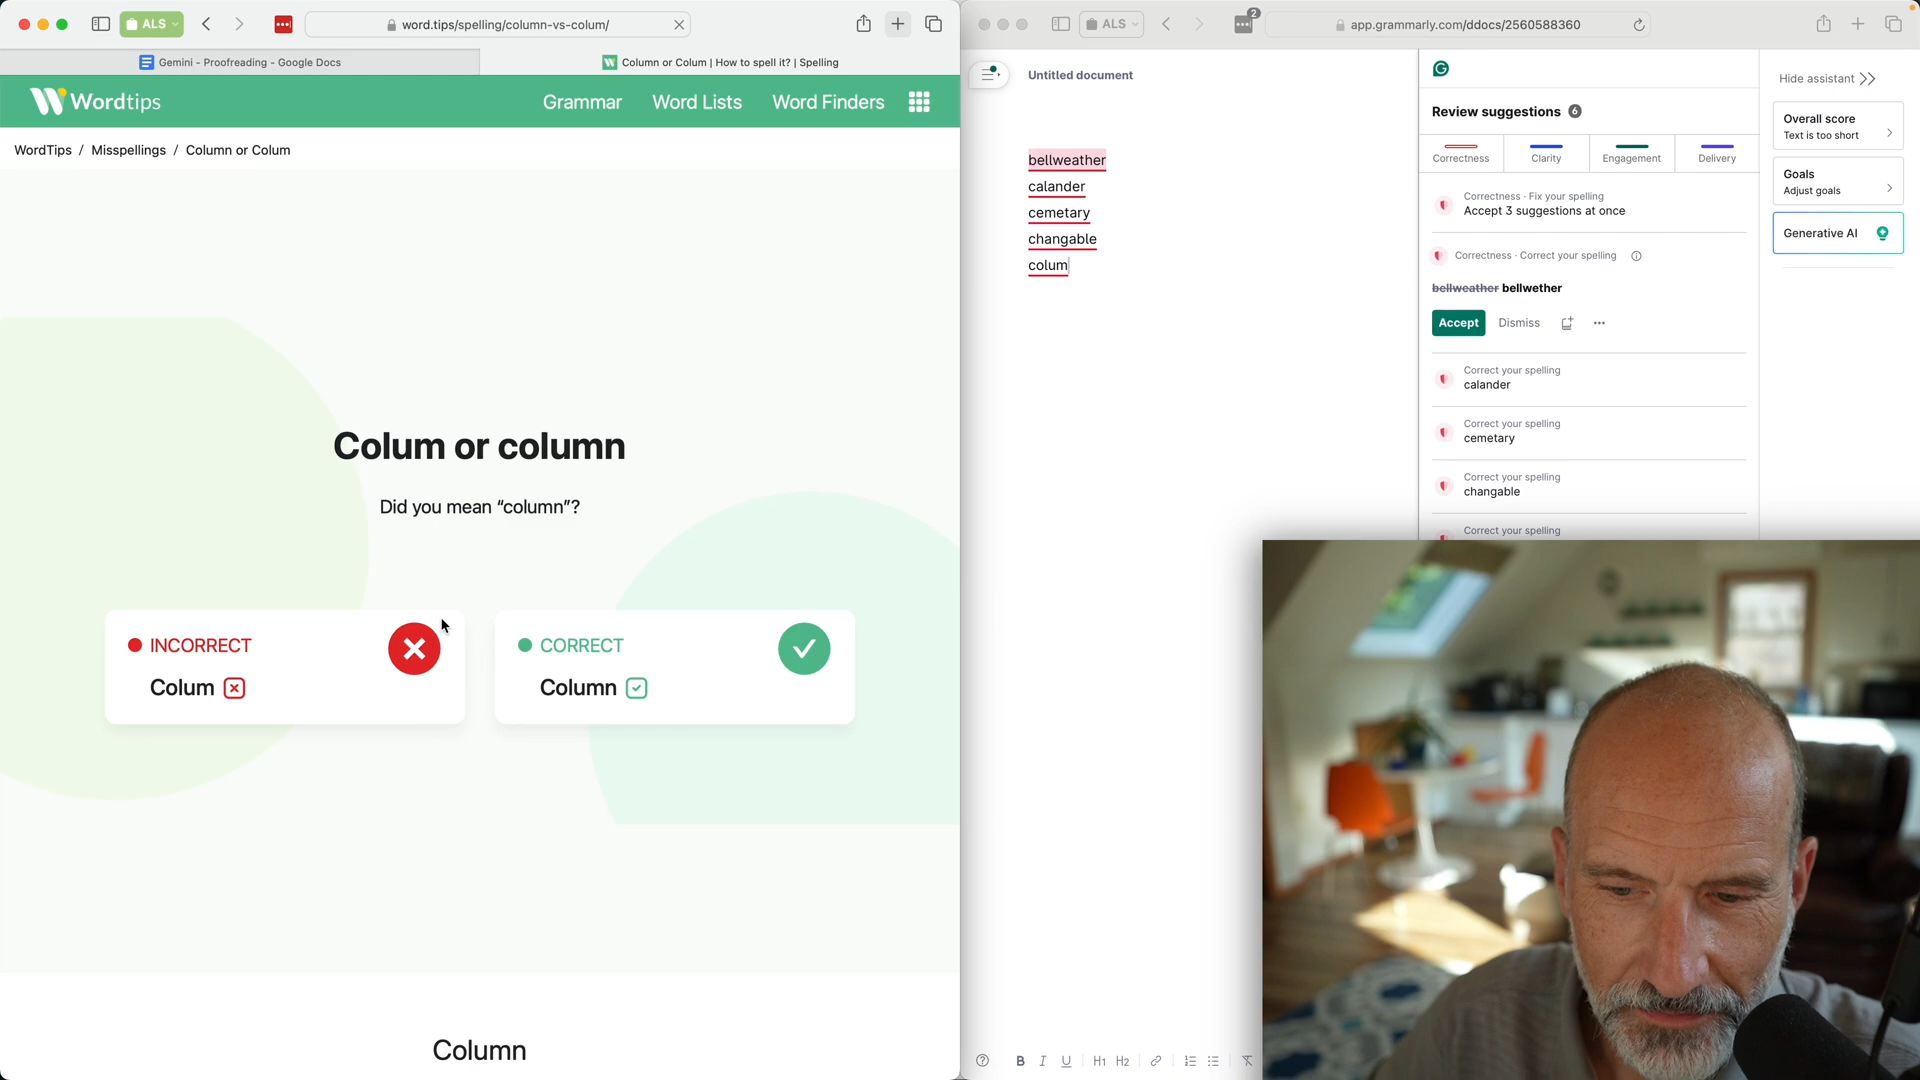 ALS
word.tips/spelling/column-vs-colum/
Gemini - Proofreading - Google Docs
Column or Colum | How to spell it? | Spelling
Wordtips
Grammar
Word Lists
Word Finders
WordTips / Misspellings / Column or Colum
Colum or column
Did you mean “column”?
INCORRECT
Colum
CORRECT
Column
Column
ALS
2
app.grammarly.com/ddocs/2560588360
Untitled document
bellweather
calander
cemetary
changable
colum
B I U H1 H2
Review suggestions 6
Correctness
Clarity
Engagement
Delivery
Correctness · Fix your spelling
Accept 3 suggestions at once
Correctness · Correct your spelling
bellweather bellwether
Accept
Dismiss
Correct your spelling
calander
Correct your spelling
cemetary
Correct your spelling
changable
Correct your spelling
Hide assistant
Overall score
Text is too short
Goals
Adjust goals
Generative AI